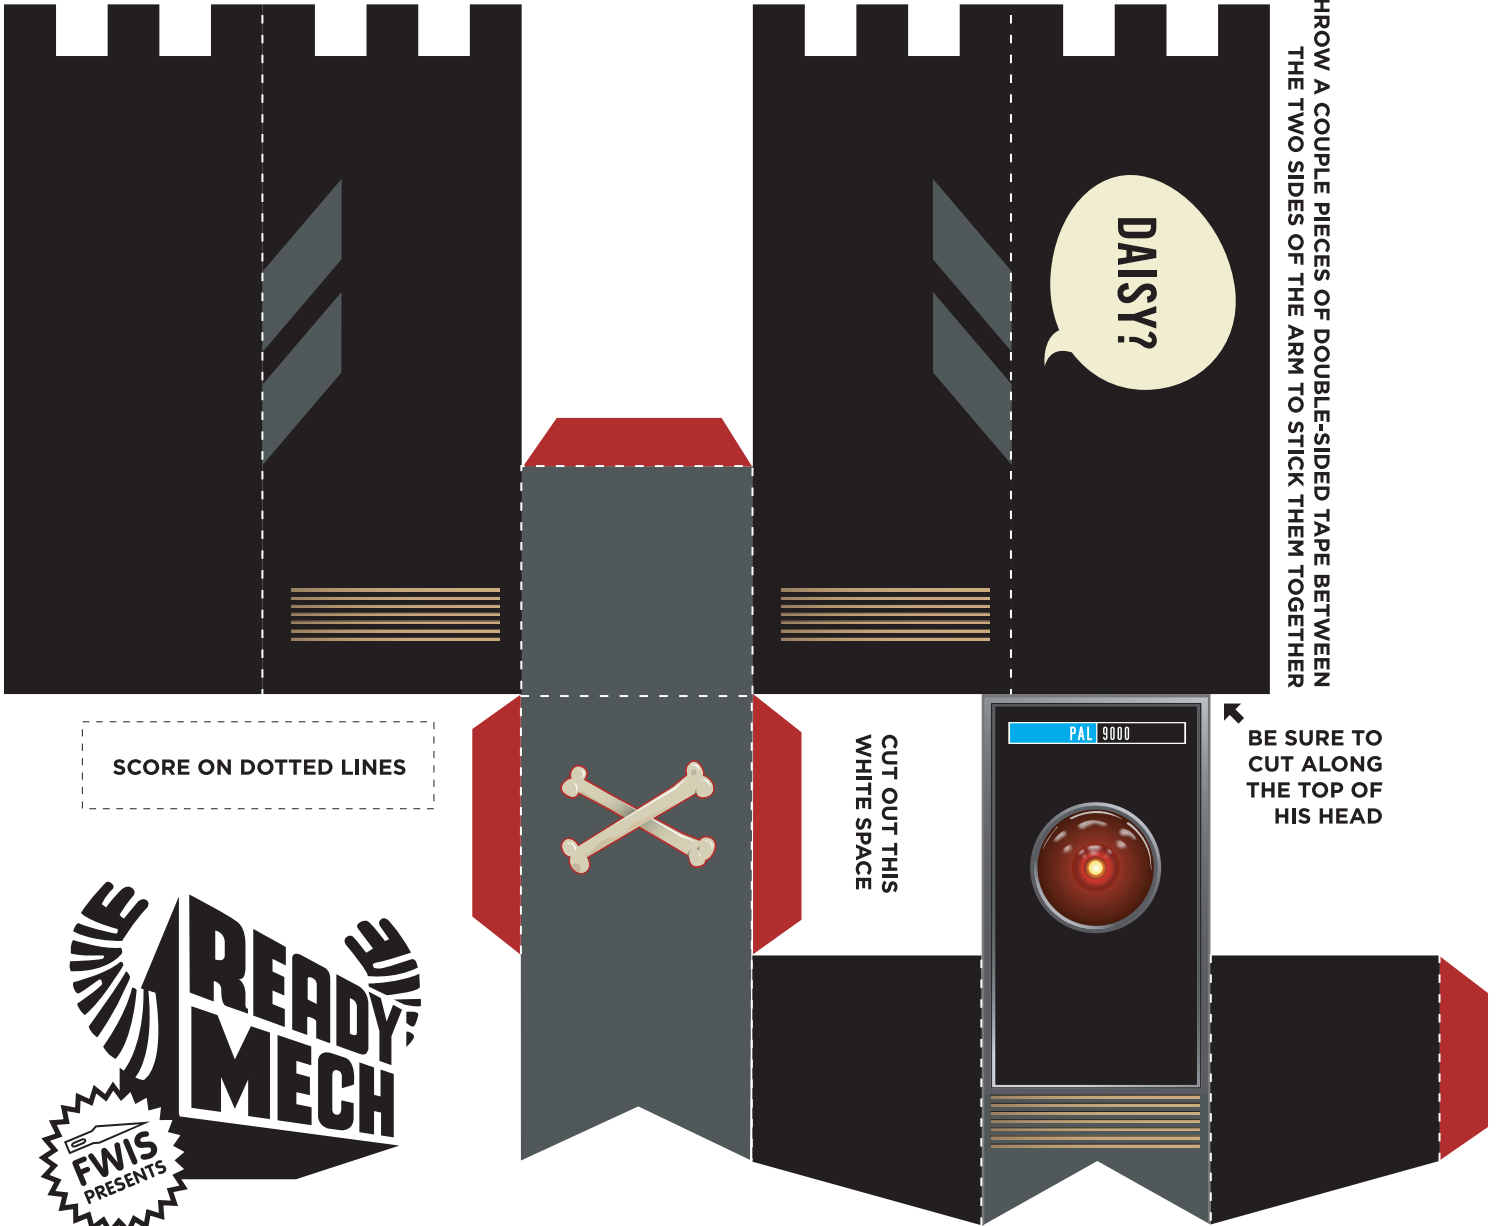 HROW A COUPLE PIECES OF DOUBLE-SIDED TAPE BETWEEN
THE TWO SIDES OF THE ARM TO STICK THEM TOGETHER
DAISY?
SCORE ON DOTTED LINES
CUT OUT THIS
WHITE SPACE
PAL 9000
BE SURE TO
CUT ALONG
THE TOP OF
HIS HEAD
READY
MECH
FWIS
PRESENTS